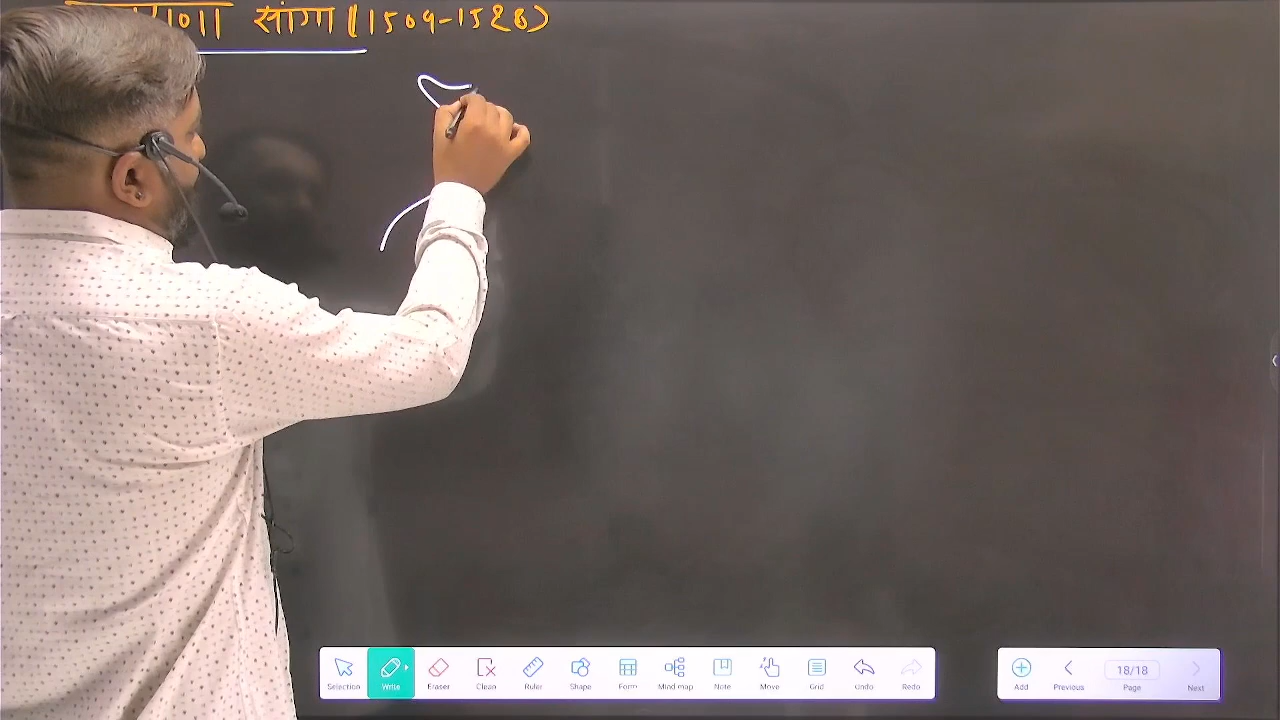 सांगा (1509-1528)
Selection Write Eraser Clean Ruler Shape Form Mind map Note Move Grid Undo Redo
Add Previous 18/18 Page Next